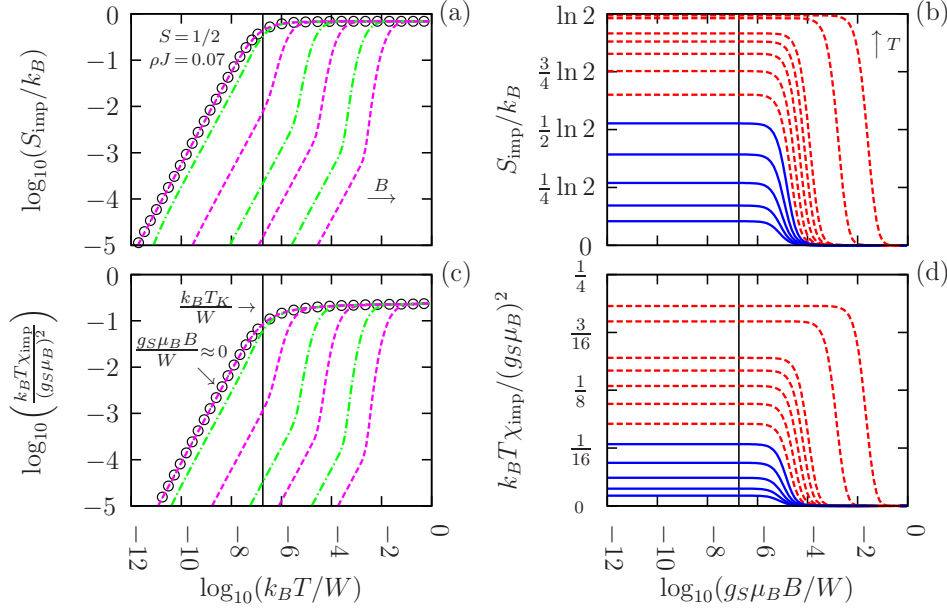 (a)
0
−1
−2
−3
−4
−5
log₁₀(S_imp/k_B)
S=1/2
ρJ=0.07
B
→
(b)
ln 2
3/4 ln 2
1/2 ln 2
1/4 ln 2
0
S_imp/k_B
↑ T
(c)
0
−1
−2
−3
−4
−5
log₁₀(k_B Tχ_imp/(g_S μ_B)²)
k_B T_K/W →
g_S μ_B B/W ≈0
−12
−10
−8
−6
−4
−2
0
log₁₀(k_B T/W)
(d)
1/4
3/16
1/8
1/16
0
k_B Tχ_imp/(g_S μ_B)²
−12
−10
−8
−6
−4
−2
0
log₁₀(g_S μ_B B/W)